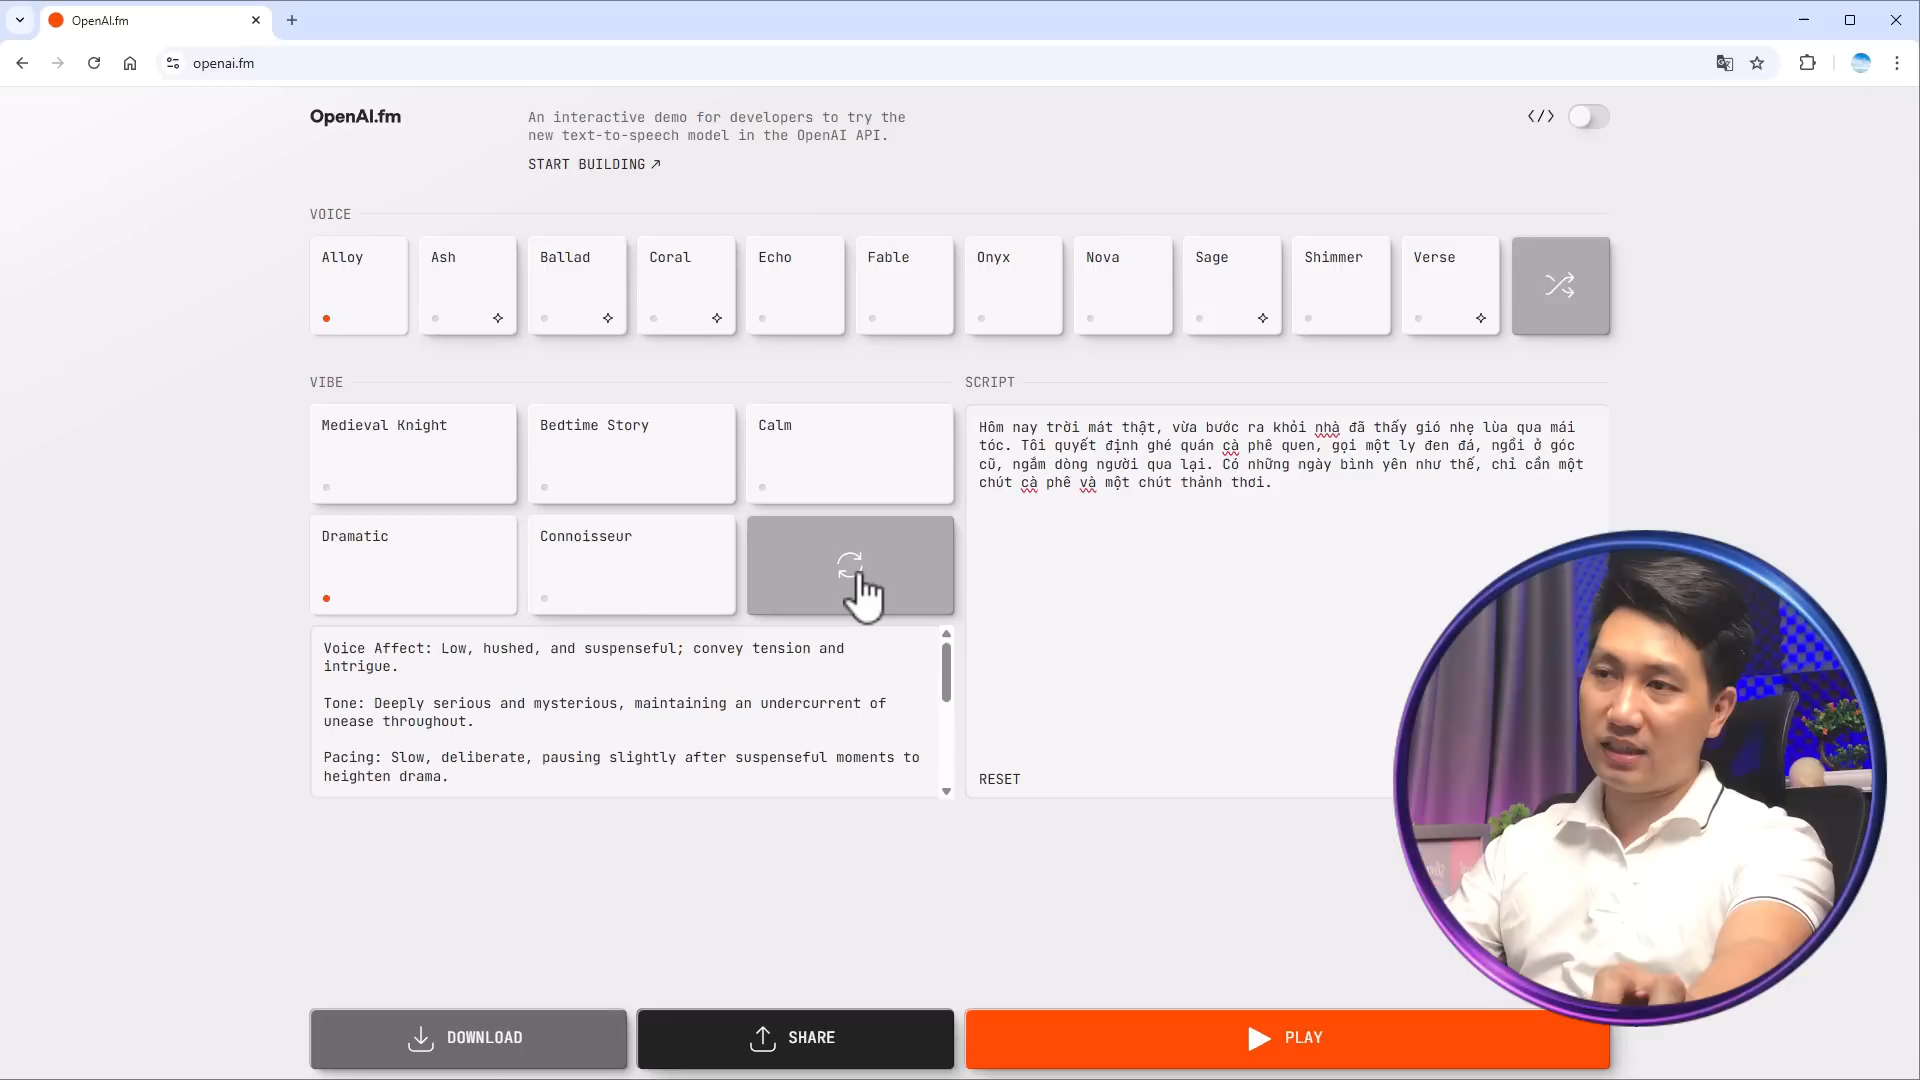 OpenAI.fm
openai.fm
OpenAI.fm
An interactive demo for developers to try the
new text-to-speech model in the OpenAI API.
START BUILDING
VOICE
Alloy
Ash
Ballad
Coral
Echo
Fable
Onyx
Nova
Sage
Shimmer
Verse
VIBE
Medieval Knight
Bedtime Story
Calm
Dramatic
Connoisseur
Voice Affect: Low, hushed, and suspenseful; convey tension and
intrigue.
Tone: Deeply serious and mysterious, maintaining an undercurrent of
unease throughout.
Pacing: Slow, deliberate, pausing slightly after suspenseful moments to
heighten drama.
SCRIPT
Hôm nay trời mát thật, vừa bước ra khỏi nhà đã thấy gió nhẹ lùa qua mái
tóc. Tôi quyết định ghé quán cà phê quen, gọi một ly đen đá, ngồi ở góc
cũ, ngắm dòng người qua lại. Có những ngày bình yên như thế, chỉ cần một
chút cà phê và một chút thảnh thơi.
RESET
DOWNLOAD
SHARE
PLAY